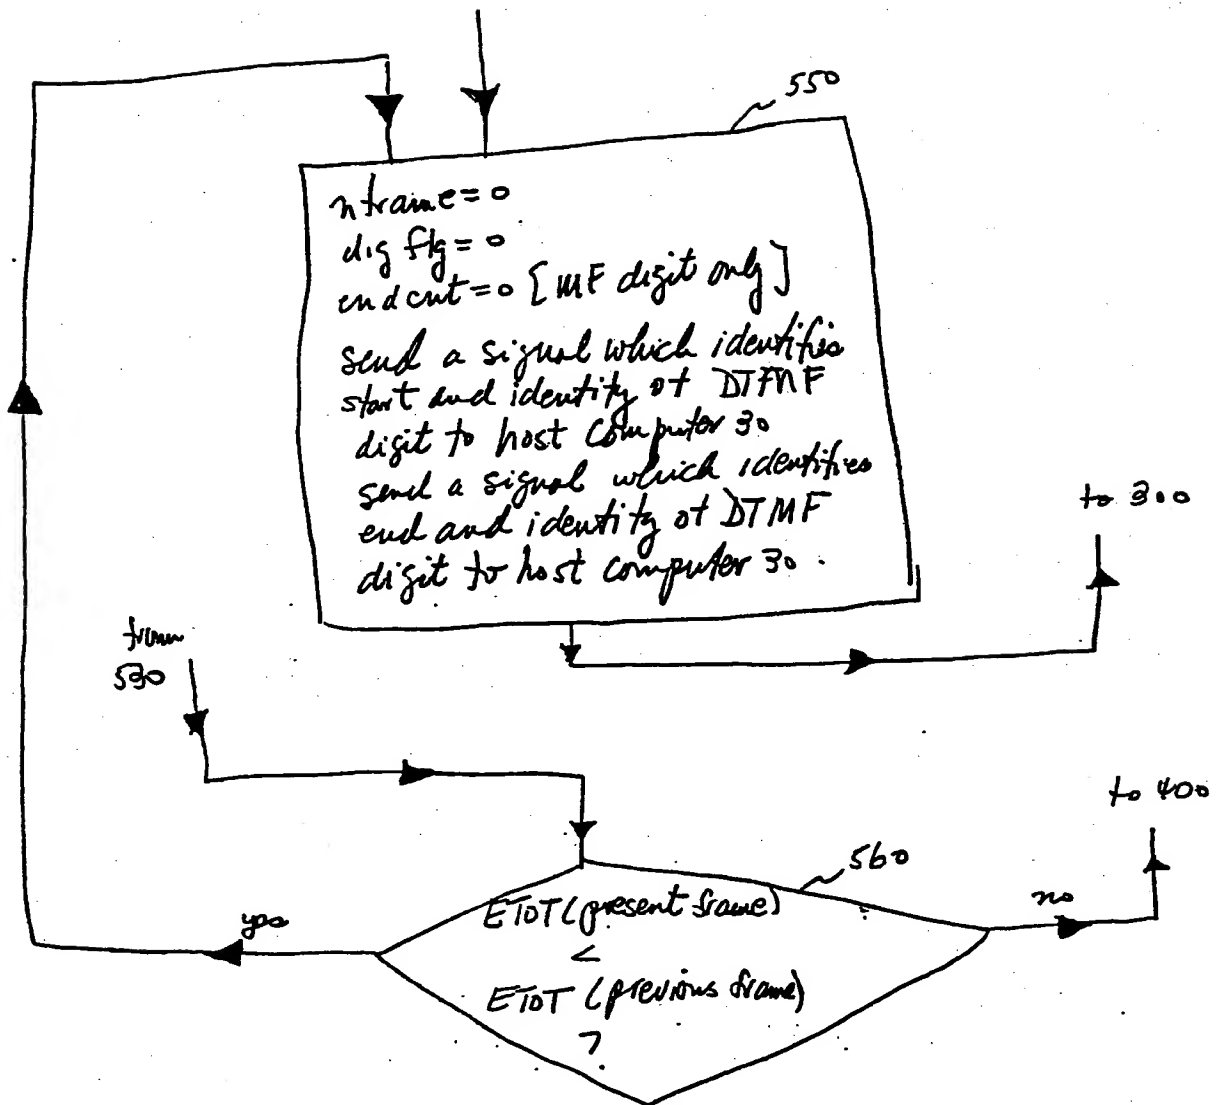 550
nframe=0
dig flg=0
endcnt=0 [MF digit only]
send a signal which identifies
start and identity of DTMF
digit to host computer 30
send a signal which identifies
end and identity of DTMF
digit to host computer 30.
to 300
from
530
to 400
560
yes
ETOT (present frame)
no
<
ETOT (previous frame)
?